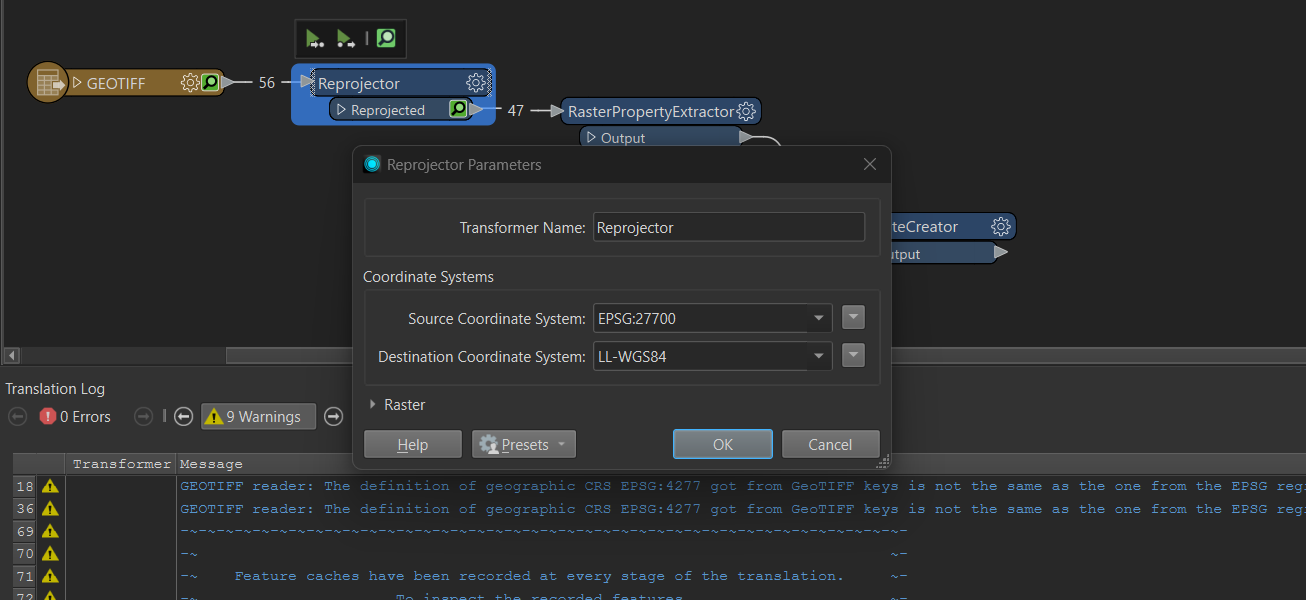 GEOTIFF
56
Reprojector
Reprojected
47
RasterPropertyExtractor
Output
Reprojector Parameters
Transformer Name: Reprojector
teCreator
utput
Coordinate Systems
Source Coordinate System: EPSG:27700
Destination Coordinate System: LL-WGS84
Raster
Help Presets OK Cancel
Translation Log
0 Errors 9 Warnings
Transformer Message
18 GEOTIFF reader: The definition of geographic CRS EPSG:4277 got from GeoTIFF keys is not the same as the one from the EPSG regi
36 GEOTIFF reader: The definition of geographic CRS EPSG:4277 got from GeoTIFF keys is not the same as the one from the EPSG regi
69 -~-~-~-~-~-~-~-~-~-~-~-~-~-~-~-~-~-~-~-~-~-~-~-~-~-~-~-~-~-~-~-~-~-~-~-~-~-~-~-~-
70 -~ ~-
71 -~ Feature caches have been recorded at every stage of the translation. ~-
72 -~ To inspect the recorded features